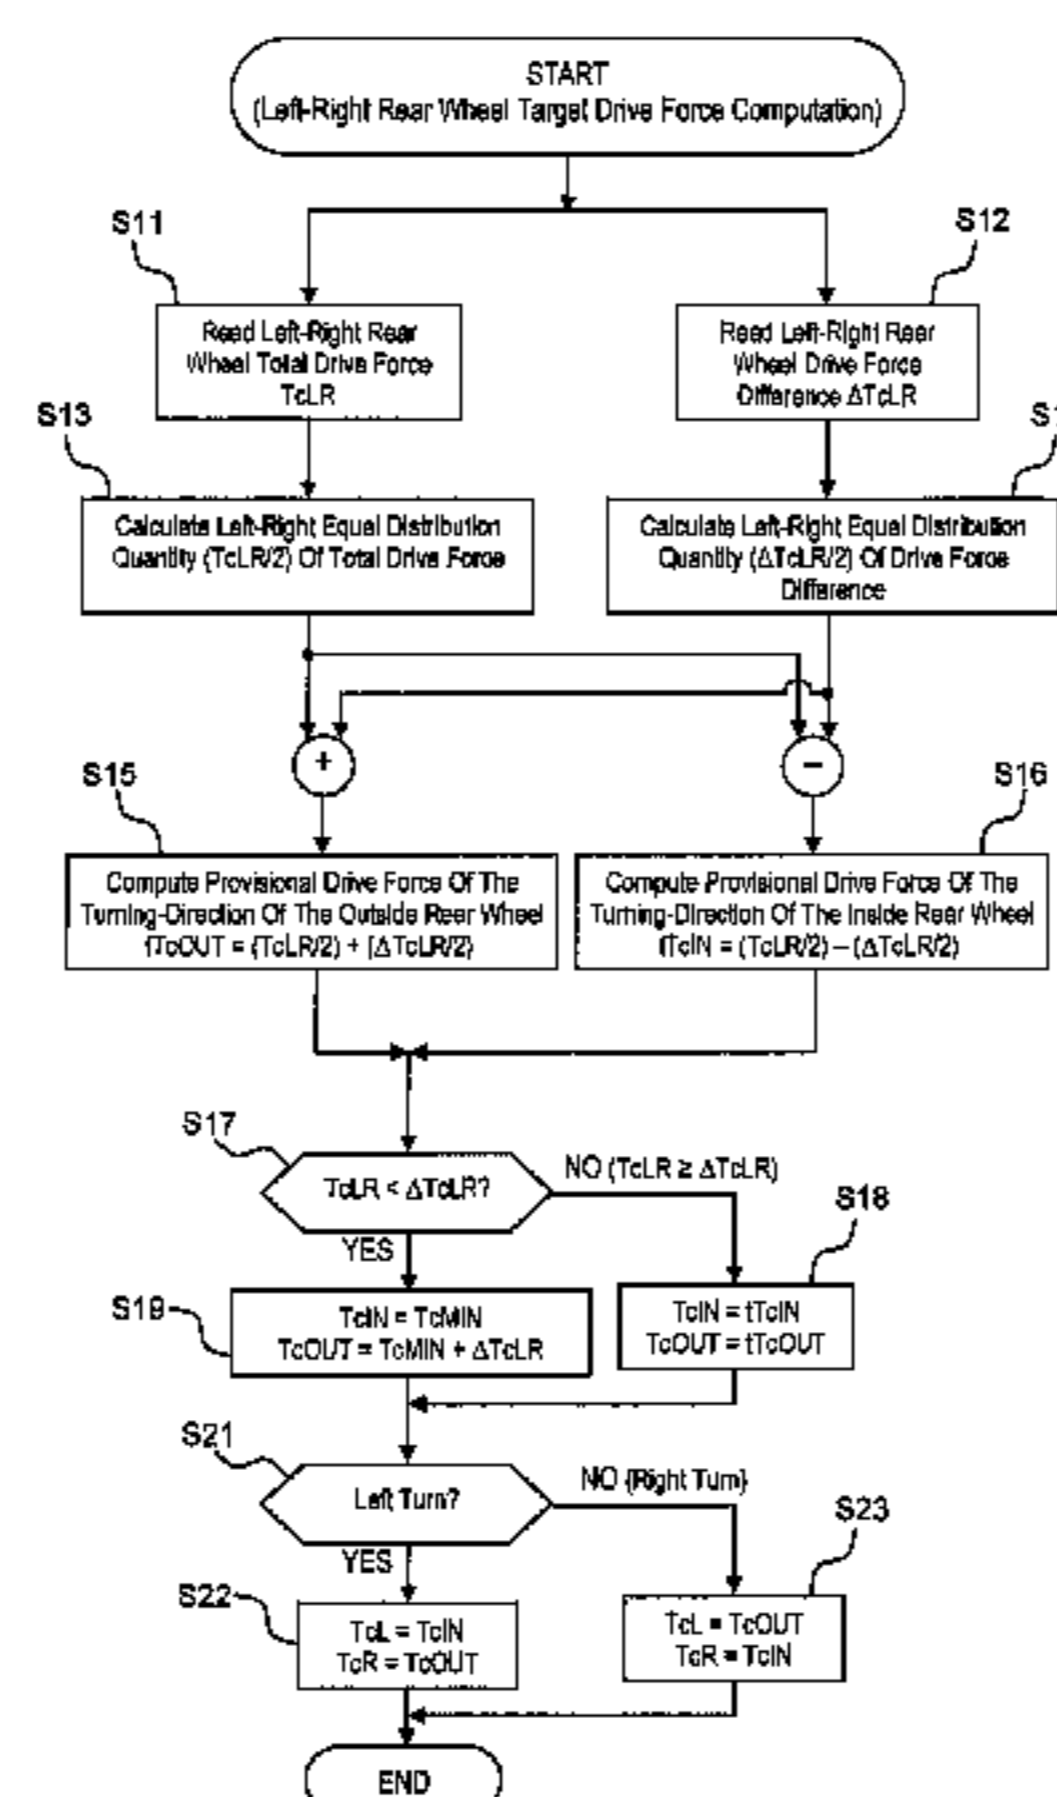 START
(Left-Right Rear Wheel Target Drive Force Computation)
S11
S12
Read Left-Right Rear
Wheel Total Drive Force
TcLR
Read Left-Right Rear
Wheel Drive Force
Difference ΔTcLR
S13
Calculate Left-Right Equal Distribution
Quantity (TcLR/2) Of Total Drive Force
Calculate Left-Right Equal Distribution
Quantity (ΔTcLR/2) Of Drive Force
Difference
+
−
S15
S16
Compute Provisional Drive Force Of The
Turning-Direction Of The Outside Rear Wheel
tTcOUT = (TcLR/2) + (ΔTcLR/2)
Compute Provisional Drive Force Of The
Turning-Direction Of The Inside Rear Wheel
tTcIN = (TcLR/2) − (ΔTcLR/2)
S17
TcLR < ΔTcLR?
NO (TcLR ≥ ΔTcLR)
YES
S18
S19
TcIN = TcMIN
TcOUT = TcMIN + ΔTcLR
TcIN = tTcIN
TcOUT = tTcOUT
S21
Left Turn?
NO (Right Turn)
YES
S23
S22
TcL = TcIN
TcR = TcOUT
TcL = TcOUT
TcR = TcIN
END